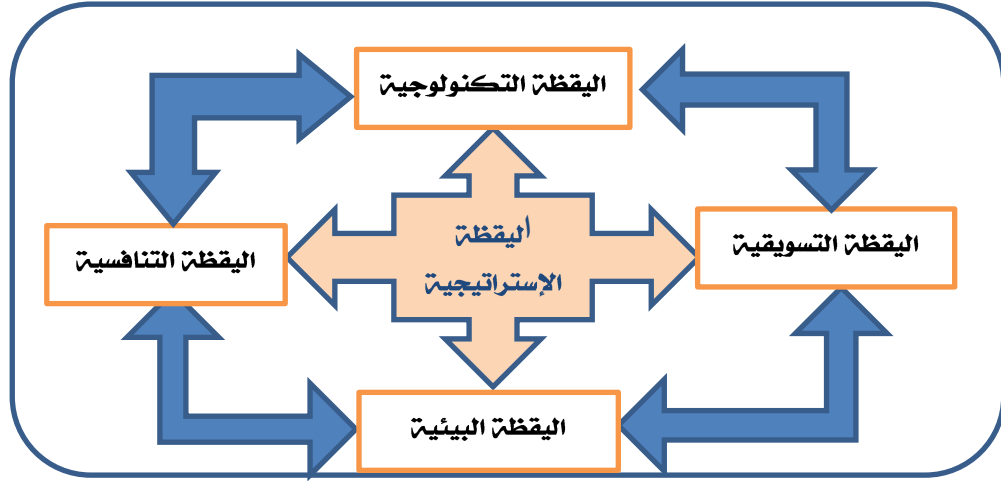 اليقظة التكنولوجية
اليقظة التسويقية
أليقظة
الإستراتيجية
اليقظة التنافسية
اليقظة البيئية